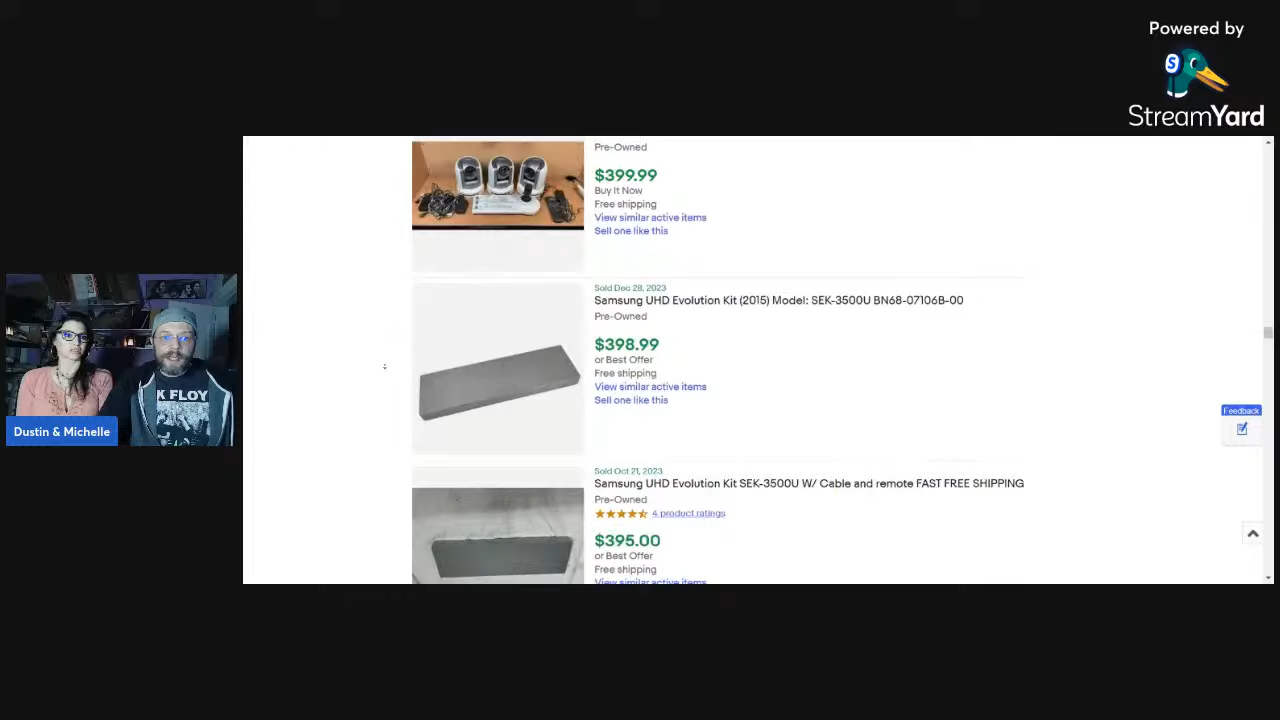 Powered by
S
StreamYard
Pre-Owned
$399.99
Buy It Now
Free shipping
View similar active items
Sell one like this
Sold Dec 28, 2023
Samsung UHD Evolution Kit (2015) Model: SEK-3500U BN68-07106B-00
Pre-Owned
$398.99
or Best Offer
Free shipping
View similar active items
Sell one like this
Feedback
K FLOY
Dustin & Michelle
Sold Oct 21, 2023
Samsung UHD Evolution Kit SEK-3500U W/ Cable and remote FAST FREE SHIPPING
Pre-Owned
4 product ratings
$395.00
or Best Offer
Free shipping
View similar active items